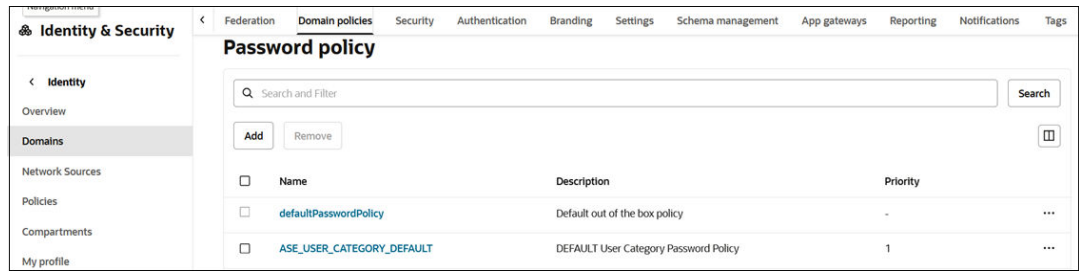 Navigation menu
Identity & Security
Federation Domain policies Security Authentication Branding Settings Schema management App gateways Reporting Notifications Tags
Password policy
Identity
Overview
Domains
Network Sources
Policies
Compartments
My profile
Search and Filter
Search
Add Remove
Name Description Priority
defaultPasswordPolicy Default out of the box policy -
ASE_USER_CATEGORY_DEFAULT DEFAULT User Category Password Policy 1